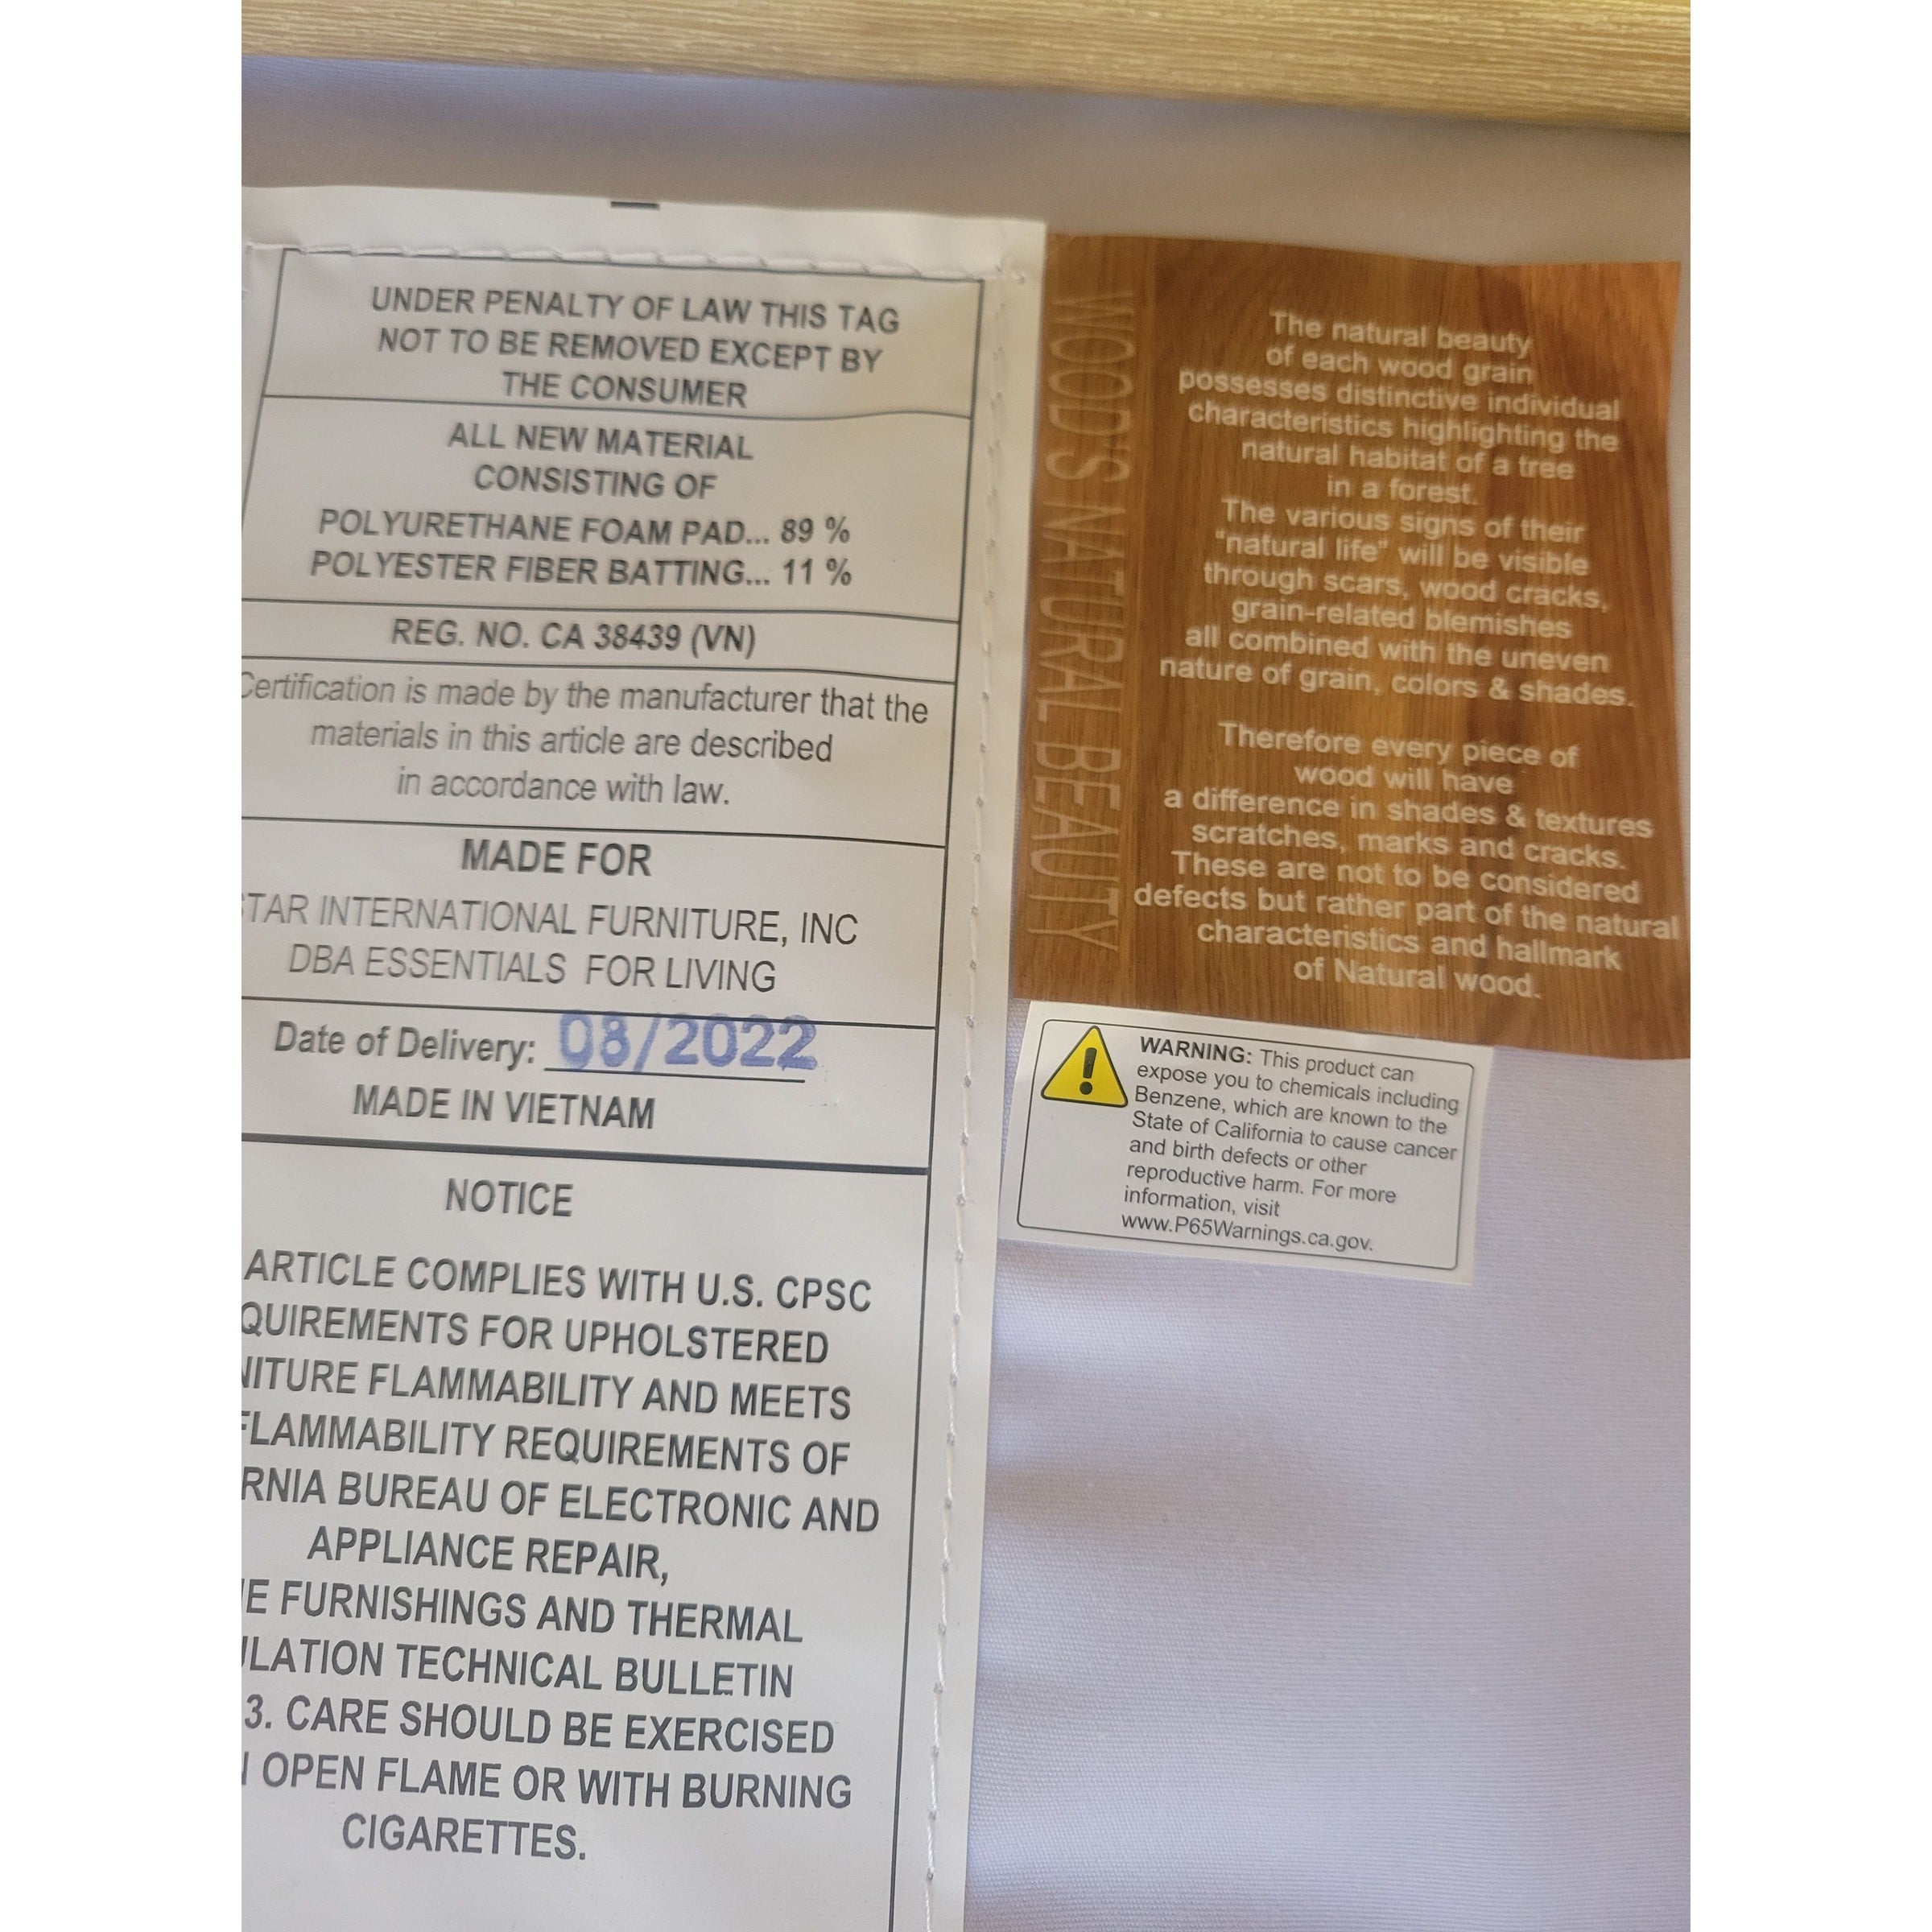 UNDER PENALTY OF LAW THIS TAG
NOT TO BE REMOVED EXCEPT BY
THE CONSUMER
ALL NEW MATERIAL
CONSISTING OF
POLYURETHANE FOAM PAD... 89 %
POLYESTER FIBER BATTING... 11 %
REG. NO. CA 38439 (VN)
Certification is made by the manufacturer that the
materials in this article are described
in accordance with law.
MADE FOR
STAR INTERNATIONAL FURNITURE, INC
DBA ESSENTIALS FOR LIVING
Date of Delivery: 08/2022
MADE IN VIETNAM
NOTICE
ARTICLE COMPLIES WITH U.S. CPSC
QUIREMENTS FOR UPHOLSTERED
NITURE FLAMMABILITY AND MEETS
FLAMMABILITY REQUIREMENTS OF
RNIA BUREAU OF ELECTRONIC AND
APPLIANCE REPAIR,
E FURNISHINGS AND THERMAL
ULATION TECHNICAL BULLETIN
3. CARE SHOULD BE EXERCISED
OPEN FLAME OR WITH BURNING
CIGARETTES.
WOOD'S NATURAL BEAUTY
The natural beauty
of each wood grain
possesses distinctive individual
characteristics highlighting the
natural habitat of a tree
in a forest.
The various signs of their
"natural life" will be visible
through scars, wood cracks,
grain-related blemishes
all combined with the uneven
nature of grain, colors & shades.
Therefore every piece of
wood will have
a difference in shades & textures
scratches, marks and cracks.
These are not to be considered
defects but rather part of the natural
characteristics and hallmark
of Natural wood.
WARNING: This product can
expose you to chemicals including
Benzene, which are known to the
State of California to cause cancer
and birth defects or other
reproductive harm. For more
information, visit
www.P65Warnings.ca.gov.